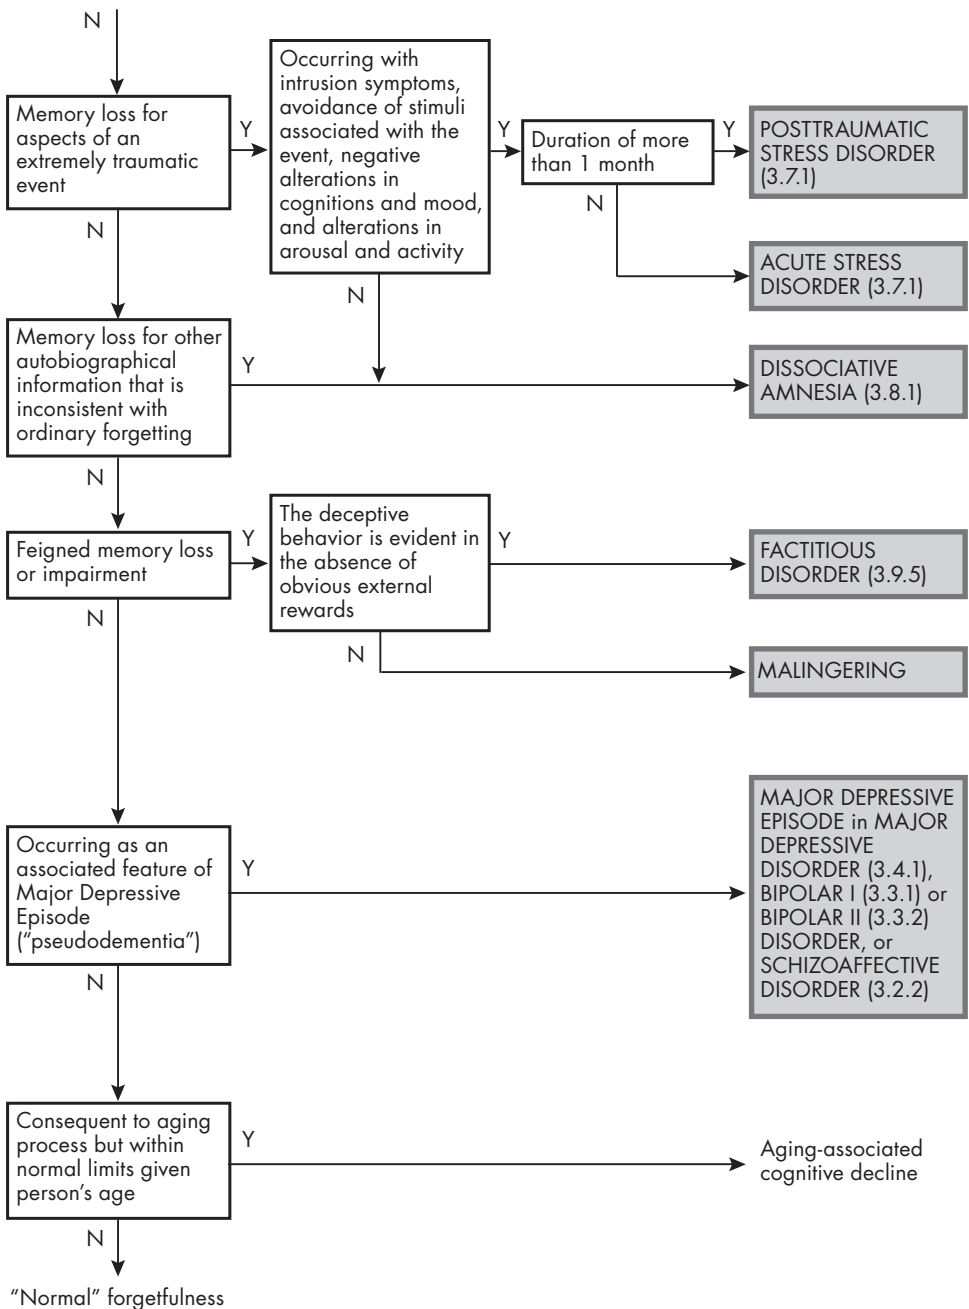 N
Memory loss for
aspects of an
extremely traumatic
event
Y
Occurring with
intrusion symptoms,
avoidance of stimuli
associated with the
event, negative
alterations in
cognitions and mood,
and alterations in
arousal and activity
Y
Duration of more
than 1 month
Y
POSTTRAUMATIC
STRESS DISORDER
(3.7.1)
N
ACUTE STRESS
DISORDER (3.7.1)
N
N
Memory loss for other
autobiographical
information that is
inconsistent with
ordinary forgetting
Y
DISSOCIATIVE
AMNESIA (3.8.1)
N
Feigned memory loss
or impairment
Y
The deceptive
behavior is evident in
the absence of
obvious external
rewards
Y
FACTITIOUS
DISORDER (3.9.5)
N
MALINGERING
N
Occurring as an
associated feature of
Major Depressive
Episode
(“pseudodementia”)
Y
MAJOR DEPRESSIVE
EPISODE in MAJOR
DEPRESSIVE
DISORDER (3.4.1),
BIPOLAR I (3.3.1) or
BIPOLAR II (3.3.2)
DISORDER, or
SCHIZOAFFECTIVE
DISORDER (3.2.2)
N
Consequent to aging
process but within
normal limits given
person’s age
Y
Aging-associated
cognitive decline
N
“Normal” forgetfulness